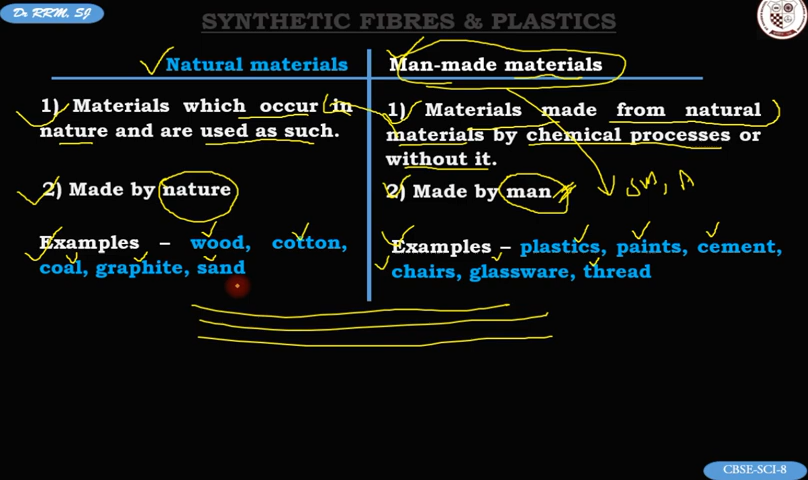 Dr RRM, SJ
SYNTHETIC FIBRES & PLASTICS
Natural materials
1) Materials which occur in
nature and are used as such.
2) Made by nature
Examples – wood, cotton,
coal, graphite, sand
Man-made materials
1) Materials made from natural
materials by chemical processes or
without it.
2) Made by man
Examples – plastics, paints, cement,
chairs, glassware, thread
CBSE-SCI-8